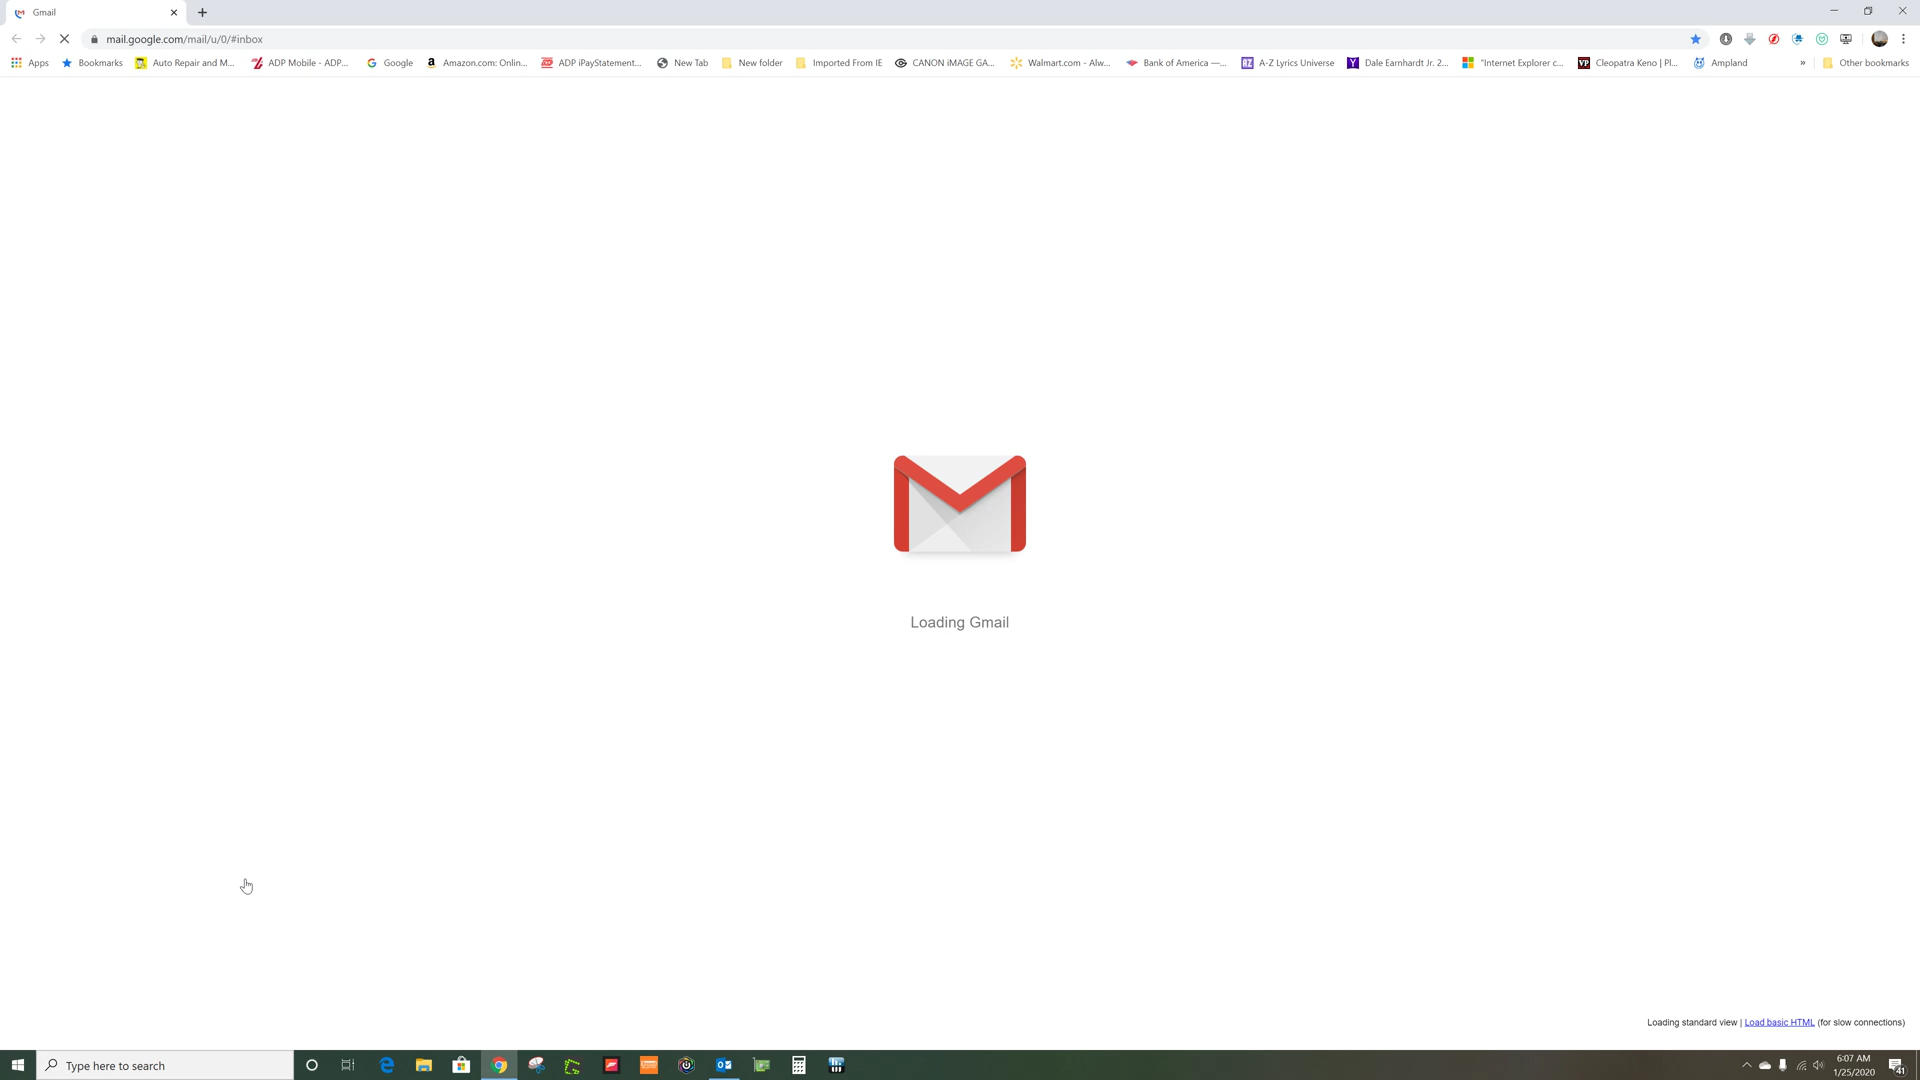 Gmail
mail.google.com/mail/u/0/#inbox
Apps Bookmarks Auto Repair and M... ADP Mobile - ADP... Google Amazon.com: Onlin... ADP iPayStatement... New Tab New folder Imported From IE CANON iMAGE GA... Walmart.com - Alw... Bank of America —... A-Z Lyrics Universe Dale Earnhardt Jr. 2... "Internet Explorer c... Cleopatra Keno | Pl... Ampland » Other bookmarks
Loading Gmail
Loading standard view | Load basic HTML (for slow connections)
Type here to search
6:07 AM
1/25/2020
41